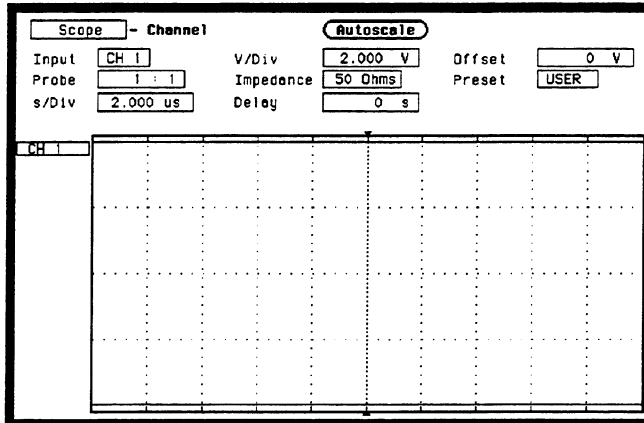 Scope - Channel Autoscale
Input CH 1 V/Div 2.000 V Offset 0 V
Probe 1 : 1 Impedance 50 Ohms Preset USER
s/Div 2.000 us Delay 0 s
CH 1